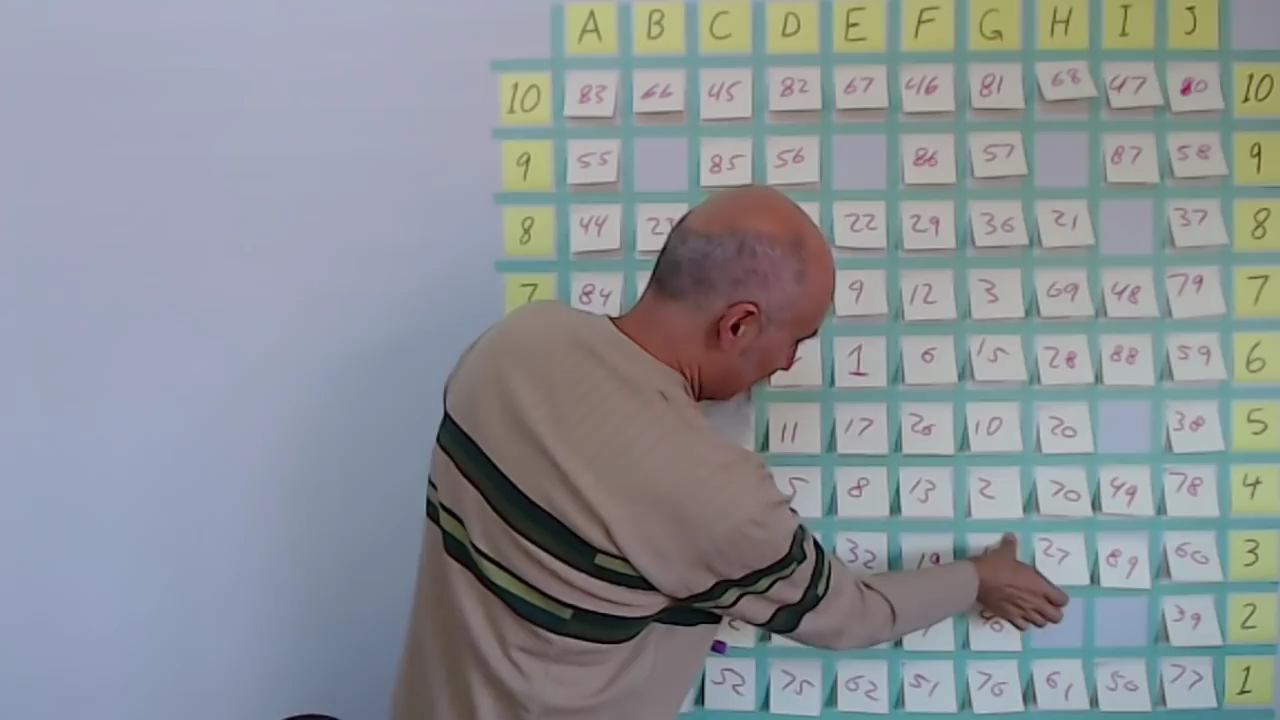 A B C D E F G H I J
10 83 66 45 82 67 46 81 68 47 80 10
9 55 85 56 86 57 87 58 9
8 44 23 22 29 36 21 37 8
7 84 9 12 3 69 48 79 7
1 6 15 28 88 59 6
11 17 26 10 20 38 5
5 8 13 2 70 49 78 4
32 19 27 89 60 3
39 2
52 75 62 51 76 61 50 77 1